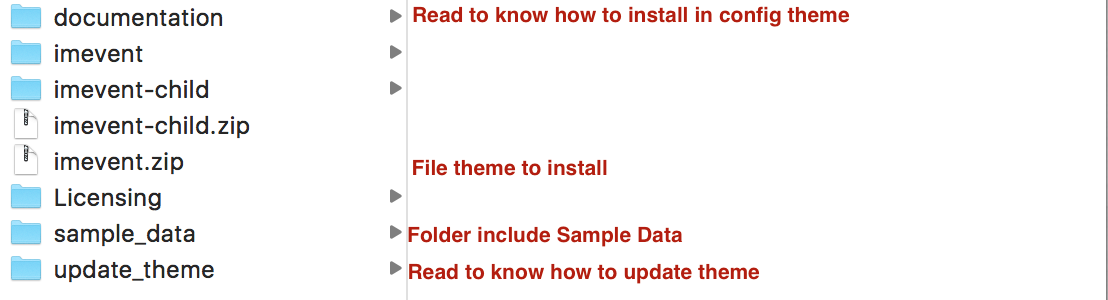 documentation Read to know how to install in config theme
imevent
imevent-child
imevent-child.zip
imevent.zip File theme to install
Licensing
sample_data Folder include Sample Data
update_theme Read to know how to update theme